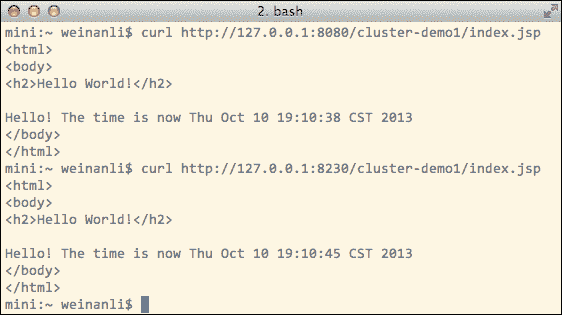 2. bash
mini:~ weinanli$ curl http://127.0.0.1:8080/cluster-demo1/index.jsp
<html>
<body>
<h2>Hello World!</h2>
Hello! The time is now Thu Oct 10 19:10:38 CST 2013
</body>
</html>
mini:~ weinanli$ curl http://127.0.0.1:8230/cluster-demo1/index.jsp
<html>
<body>
<h2>Hello World!</h2>
Hello! The time is now Thu Oct 10 19:10:45 CST 2013
</body>
</html>
mini:~ weinanli$